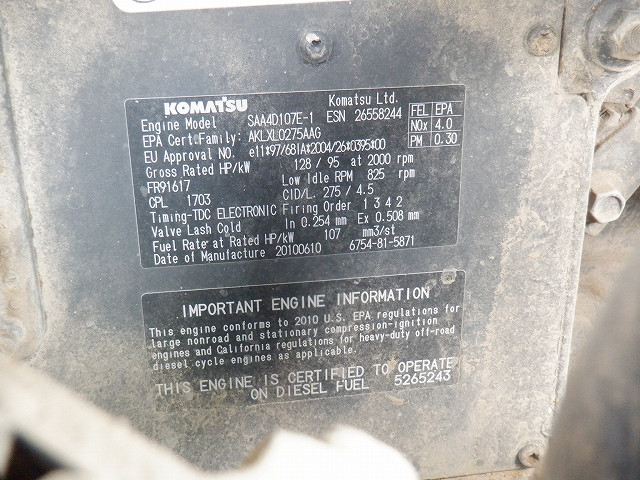 KOMATSU Komatsu Ltd.
Engine Model SAA4D107E-1 ESN 26558244
EPA Cert.Family: AKLXL0275AAG
EU Approval NO. e11*97/68IA*2004/26*0395*00
Gross Rated HP/kW 128 / 95 at 2000 rpm
FR91617 Low Idle RPM 825 rpm
CPL 1703 CID/L. 275 / 4.5
Timing-TDC ELECTRONIC Firing Order 1 3 4 2
Valve Lash Cold In 0.254 mm Ex 0.508 mm
Fuel Rate at Rated HP/kW 107 mm3/st
Date of Manufacture 20100610 6754-81-5871
FEL EPA
NOx 4.0
PM 0.30
IMPORTANT ENGINE INFORMATION
This engine conforms to 2010 U.S. EPA regulations for
large nonroad and stationary compression-ignition
engines and California regulations for heavy-duty off-road
diesel cycle engines as applicable.
THIS ENGINE IS CERTIFIED TO OPERATE
ON DIESEL FUEL 5265243